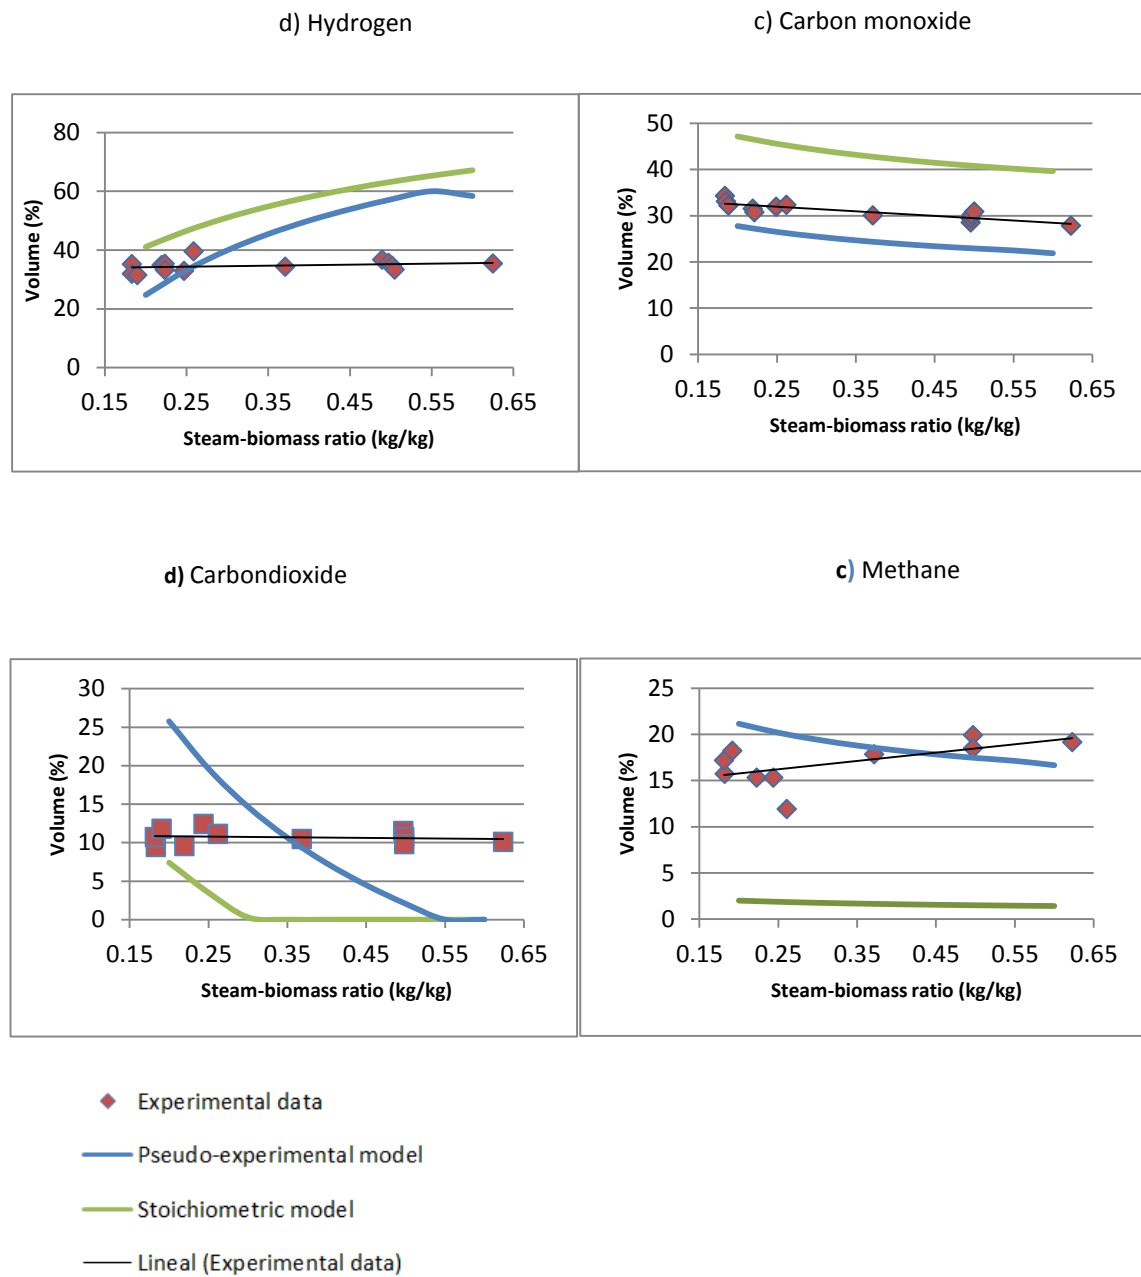 d) Hydrogen
c) Carbon monoxide
80
60
40
20
0
0.15 0.25 0.35 0.45 0.55 0.65
Volume (%)
Steam-biomass ratio (kg/kg)
50
40
30
20
10
0
0.15 0.25 0.35 0.45 0.55 0.65
Volume (%)
Steam-biomass ratio (kg/kg)
d) Carbondioxide
c) Methane
30
25
20
15
10
5
0
0.15 0.25 0.35 0.45 0.55 0.65
Volume (%)
Steam-biomass ratio (kg/kg)
25
20
15
10
5
0
0.15 0.25 0.35 0.45 0.55 0.65
Volume (%)
Steam-biomass ratio (kg/kg)
Experimental data
Pseudo-experimental model
Stoichiometric model
Lineal (Experimental data)